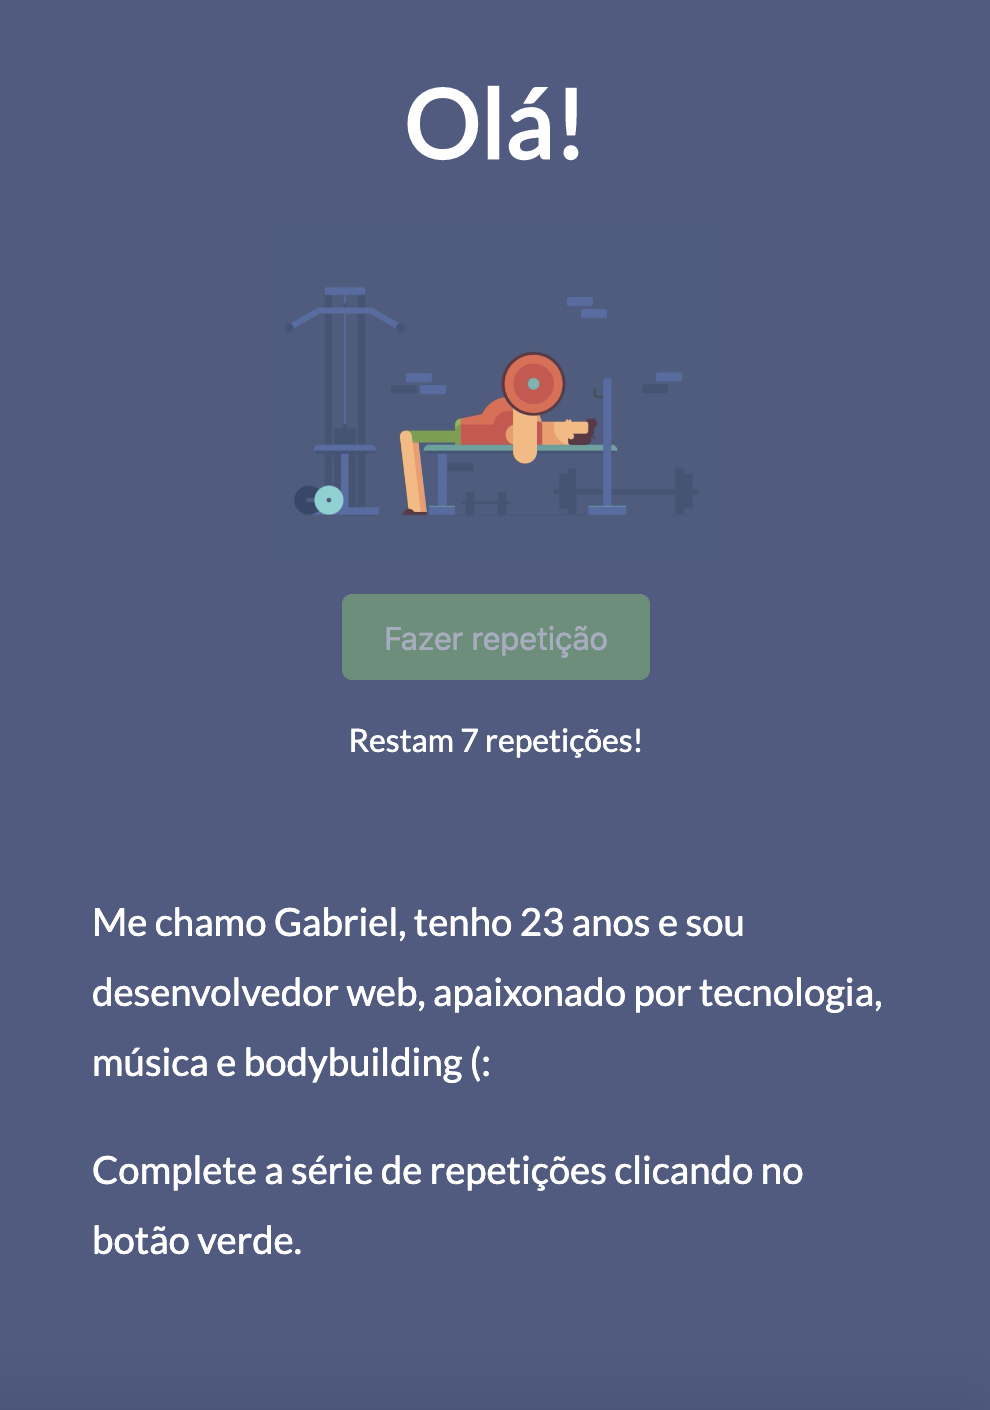 Olá!
Fazer repetição
Restam 7 repetições!
Me chamo Gabriel, tenho 23 anos e sou
desenvolvedor web, apaixonado por tecnologia,
música e bodybuilding (:
Complete a série de repetições clicando no
botão verde.